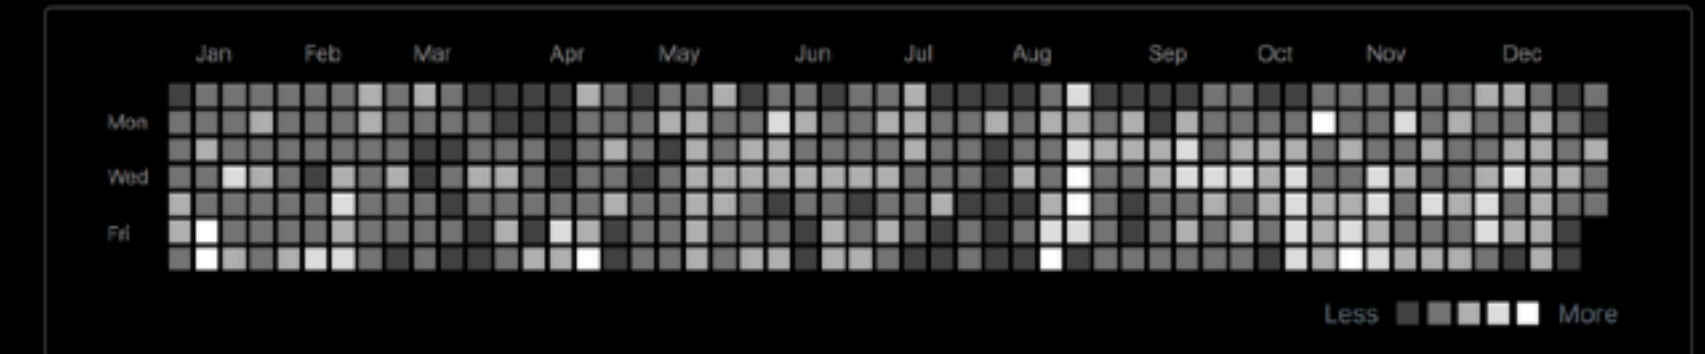 Jan Feb Mar Apr May Jun Jul Aug Sep Oct Nov Dec
Mon
Wed
Fri
Less More